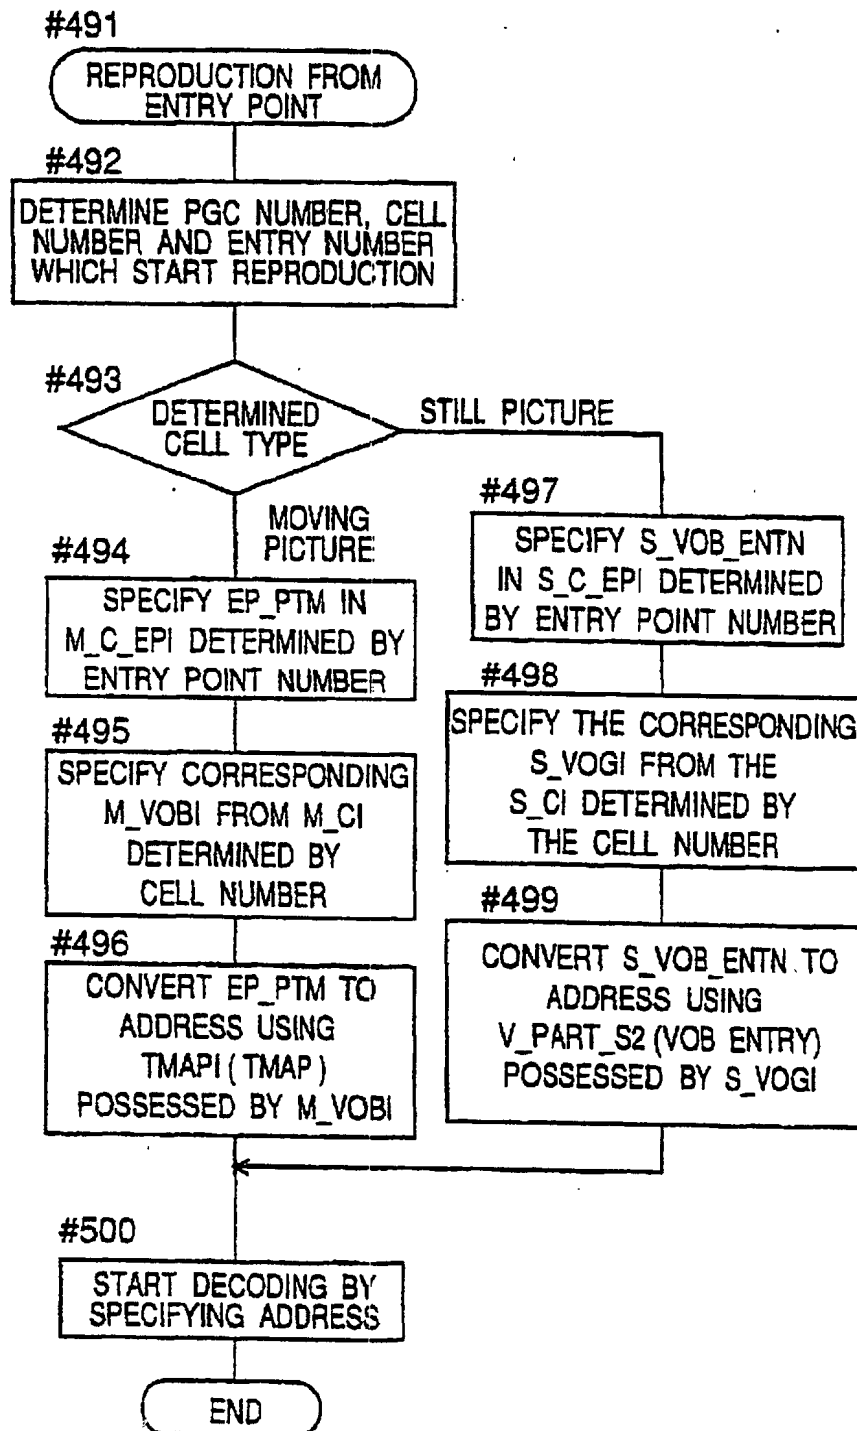 #491
REPRODUCTION FROM
ENTRY POINT
#492
DETERMINE PGC NUMBER, CELL
NUMBER AND ENTRY NUMBER
WHICH START REPRODUCTION
#493
DETERMINED
CELL TYPE
STILL PICTURE
MOVING
PICTURE
#494
SPECIFY EP_PTM IN
M_C_EPI DETERMINED BY
ENTRY POINT NUMBER
#495
SPECIFY CORRESPONDING
M_VOBI FROM M_CI
DETERMINED BY
CELL NUMBER
#496
CONVERT EP_PTM TO
ADDRESS USING
TMAPI (TMAP)
POSSESSED BY M_VOBI
#497
SPECIFY S_VOB_ENTN
IN S_C_EPI DETERMINED
BY ENTRY POINT NUMBER
#498
SPECIFY THE CORRESPONDING
S_VOGI FROM THE
S_CI DETERMINED BY
THE CELL NUMBER
#499
CONVERT S_VOB_ENTN TO
ADDRESS USING
V_PART_S2 (VOB ENTRY)
POSSESSED BY S_VOGI
#500
START DECODING BY
SPECIFYING ADDRESS
END